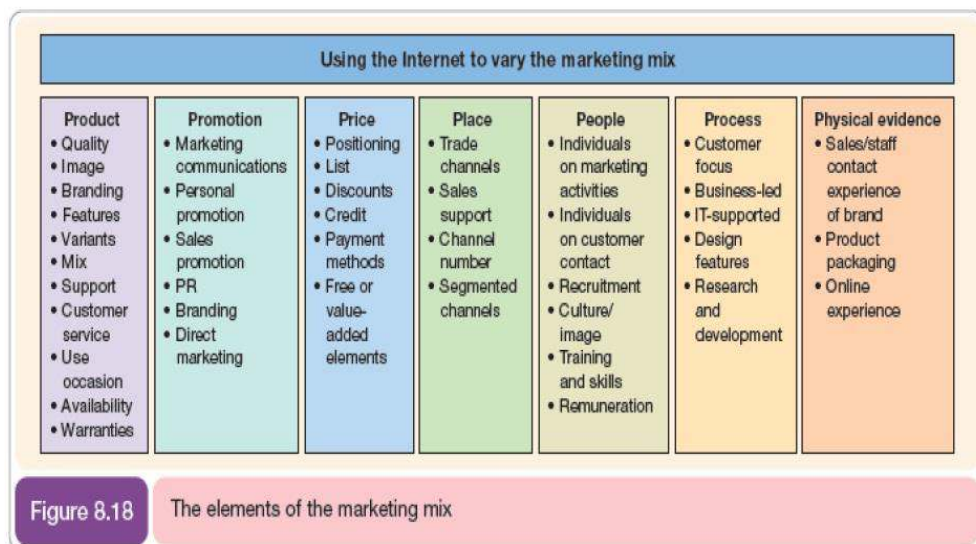 Using the Internet to vary the marketing mix
Product
• Quality
• Image
• Branding
• Features
• Variants
• Mix
• Support
• Customer
service
• Use
occasion
• Availability
• Warranties
Promotion
• Marketing
communications
• Personal
promotion
• Sales
promotion
• PR
• Branding
• Direct
marketing
Price
• Positioning
• List
• Discounts
• Credit
• Payment
methods
• Free or
value-
added
elements
Place
• Trade
channels
• Sales
support
• Channel
number
• Segmented
channels
People
• Individuals
on marketing
activities
• Individuals
on customer
contact
• Recruitment
• Culture/
image
• Training
and skills
• Remuneration
Process
• Customer
focus
• Business-led
• IT-supported
• Design
features
• Research
and
development
Physical evidence
• Sales/staff
contact
experience
of brand
• Product
packaging
• Online
experience
Figure 8.18
The elements of the marketing mix